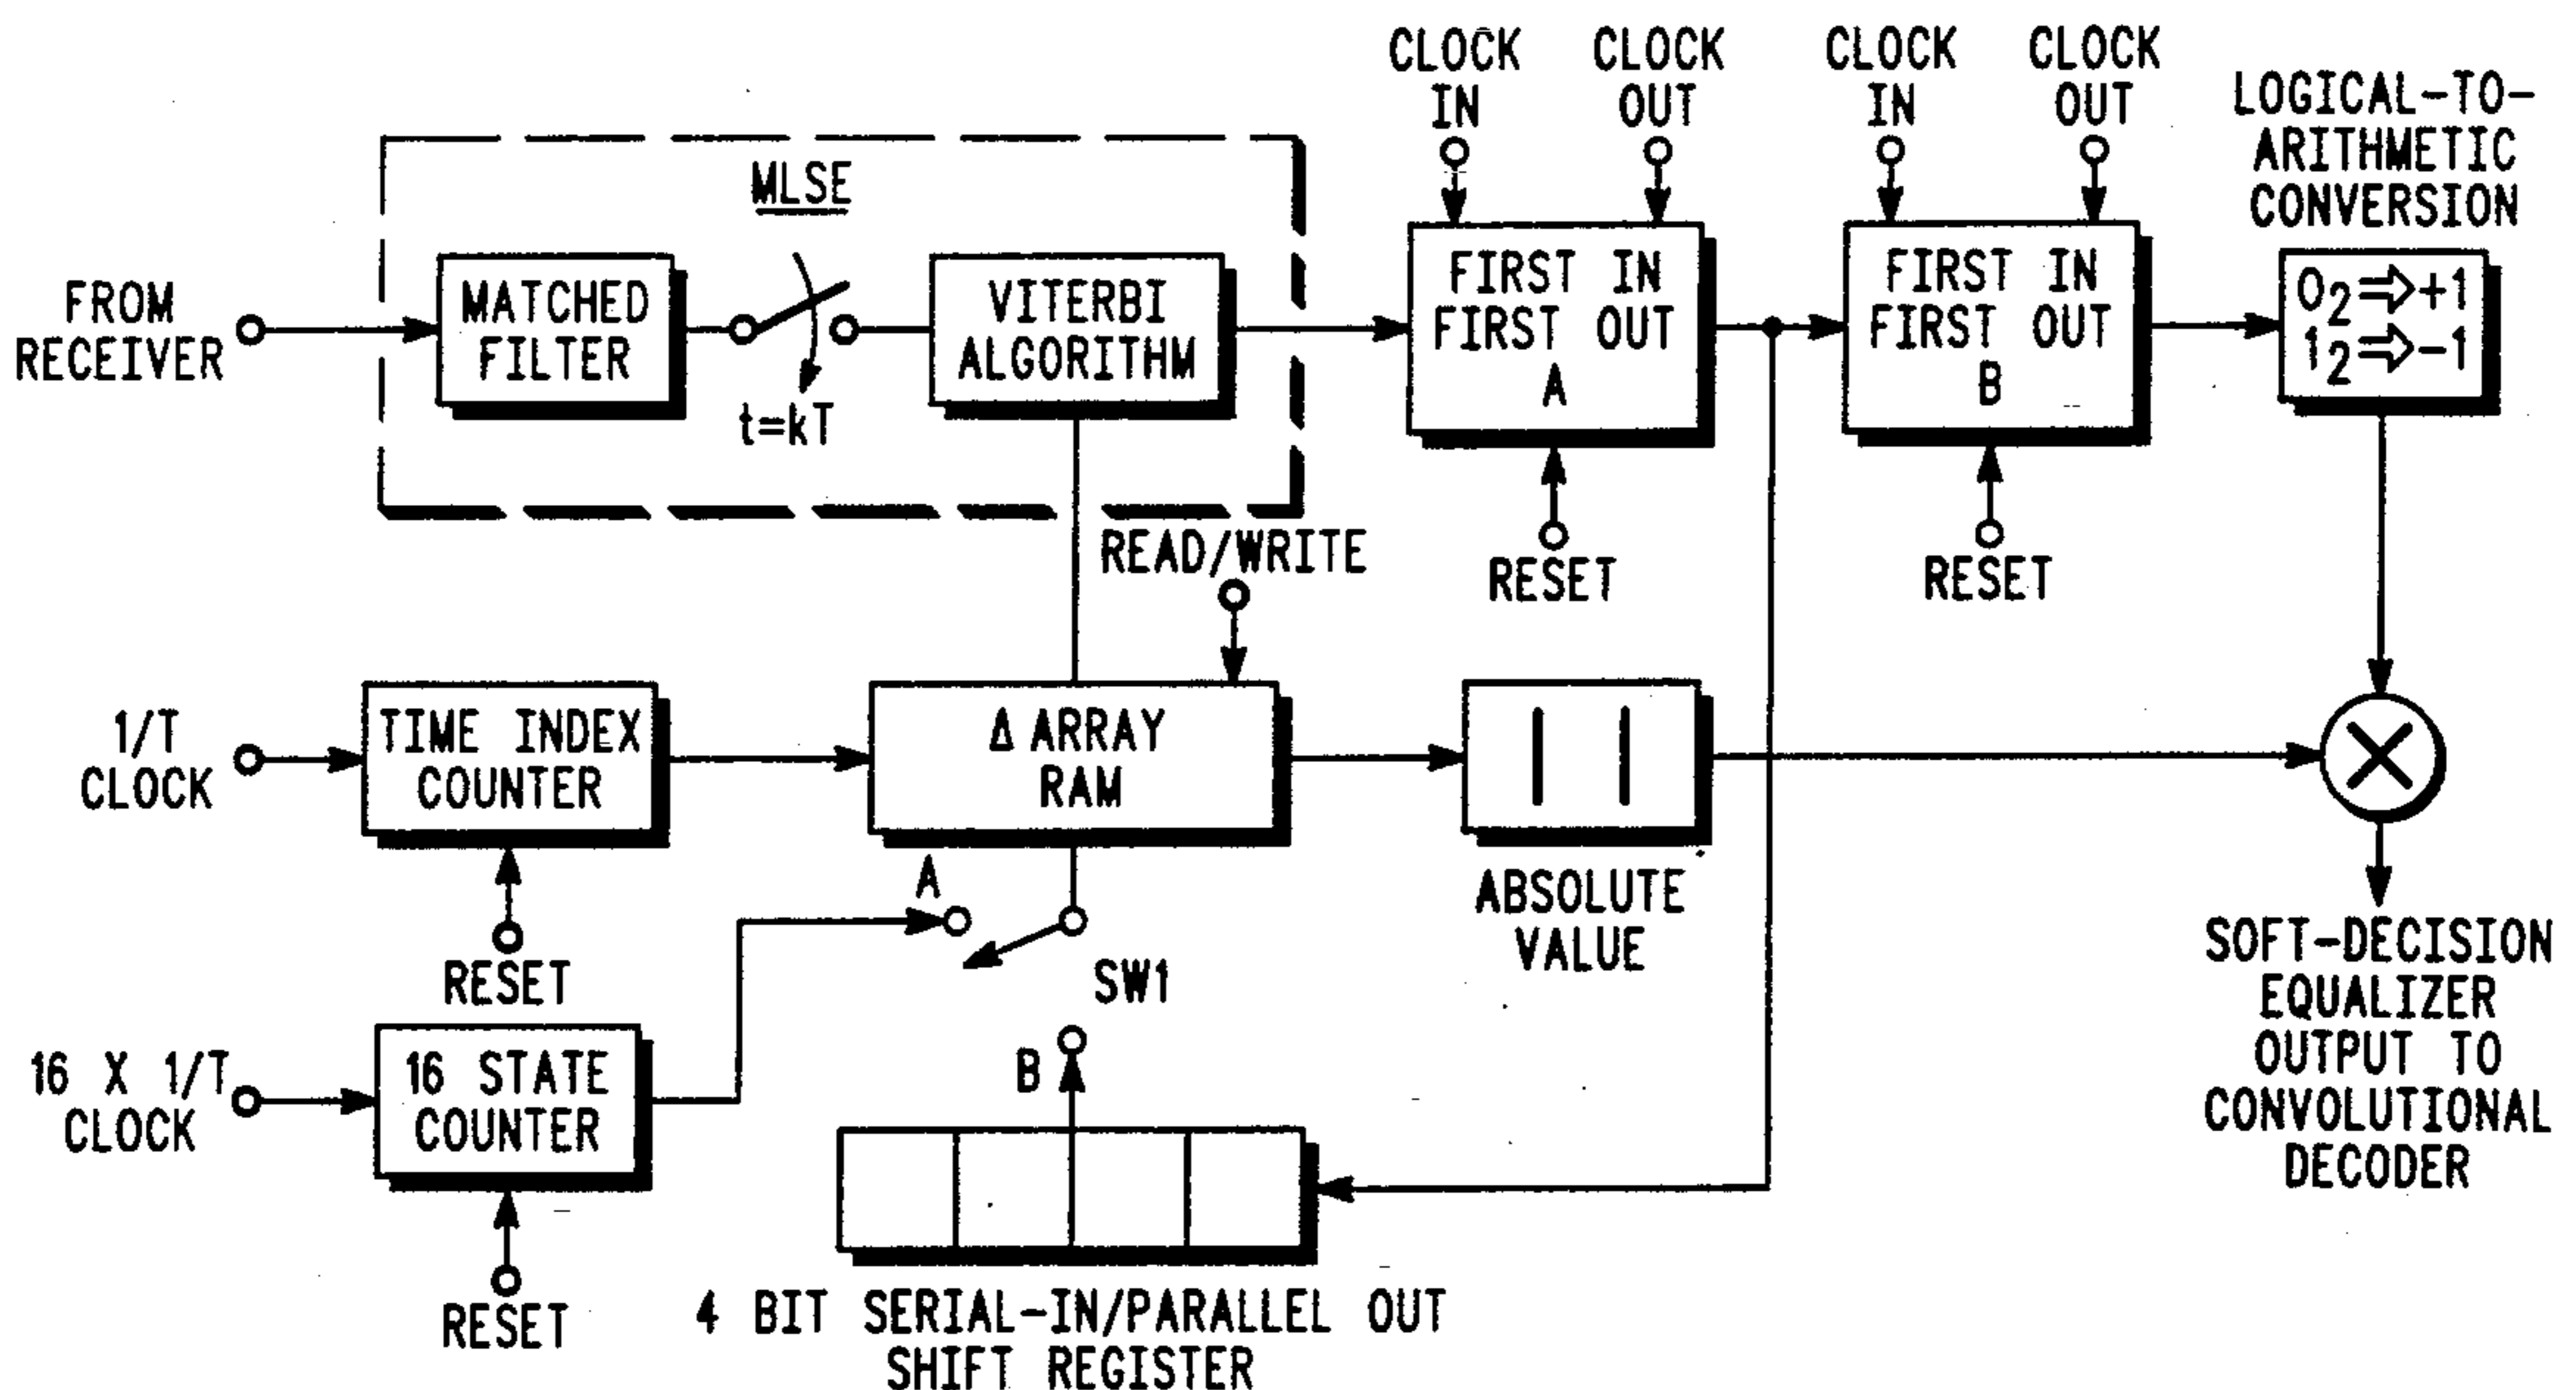 CLOCK
IN
CLOCK
OUT
CLOCK
IN
CLOCK
OUT
LOGICAL-TO-
ARITHMETIC
CONVERSION
MLSE
FROM
RECEIVER
MATCHED
FILTER
t=kT
VITERBI
ALGORITHM
FIRST IN
FIRST OUT
A
FIRST IN
FIRST OUT
B
0₂⇒+1
1₂⇒-1
READ/WRITE
RESET
RESET
1/T
CLOCK
TIME INDEX
COUNTER
Δ ARRAY
RAM
| |
ABSOLUTE
VALUE
RESET
A
SW1
B
16 X 1/T
CLOCK
16 STATE
COUNTER
RESET
4 BIT SERIAL-IN/PARALLEL OUT
SHIFT REGISTER
SOFT-DECISION
EQUALIZER
OUTPUT TO
CONVOLUTIONAL
DECODER